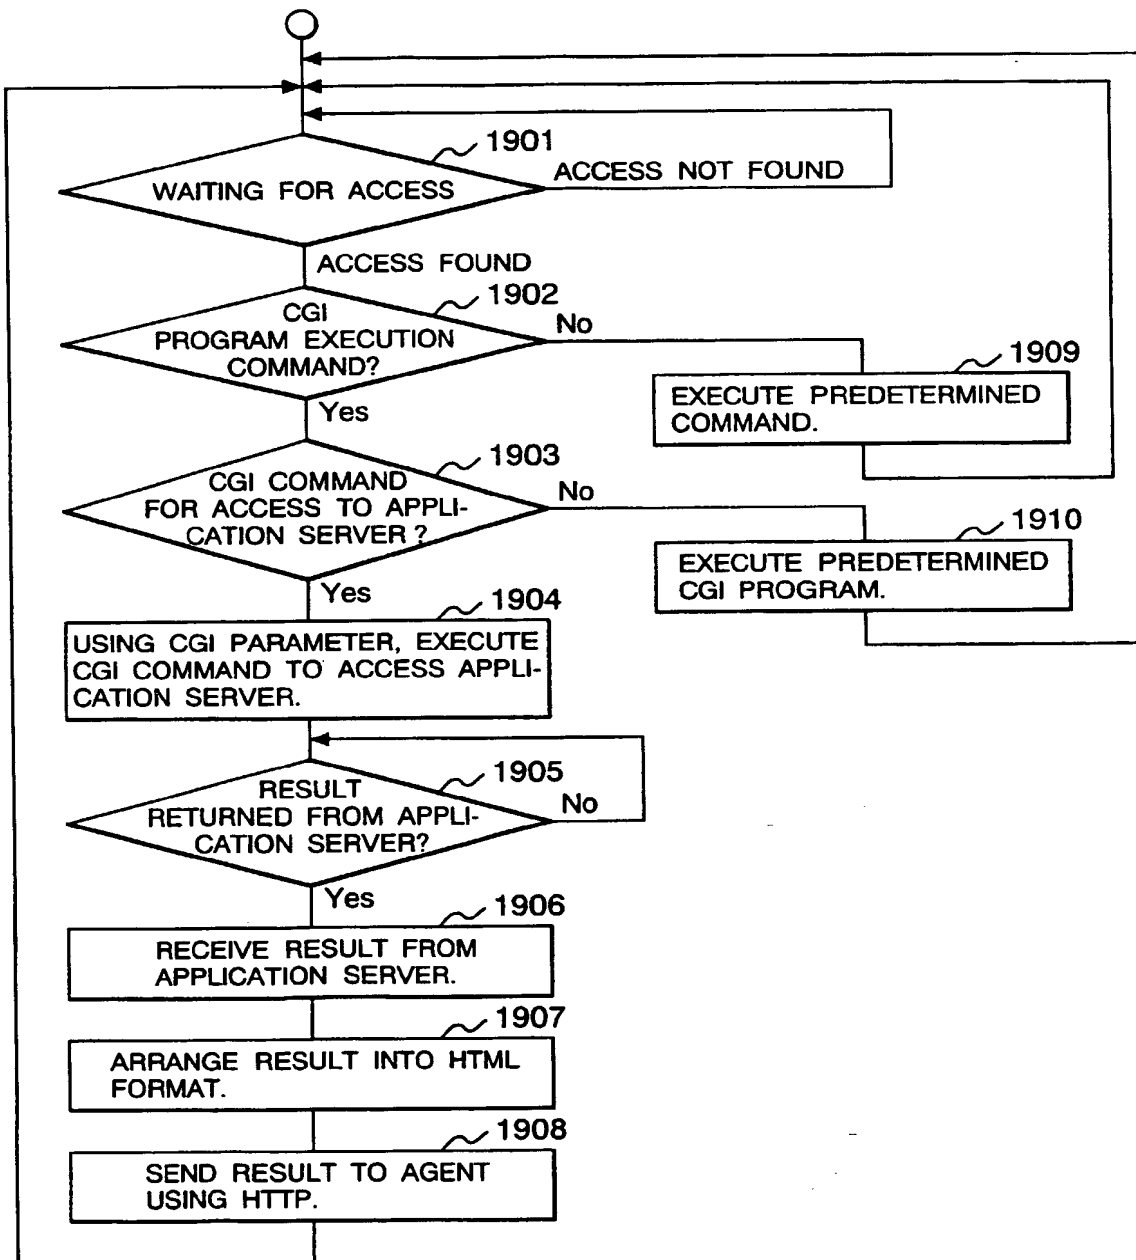 1901
WAITING FOR ACCESS
ACCESS NOT FOUND
ACCESS FOUND
1902
CGI
PROGRAM EXECUTION
COMMAND?
No
Yes
1909
EXECUTE PREDETERMINED
COMMAND.
1903
CGI COMMAND
FOR ACCESS TO APPLI-
CATION SERVER ?
No
Yes
1910
EXECUTE PREDETERMINED
CGI PROGRAM.
1904
USING CGI PARAMETER, EXECUTE
CGI COMMAND TO ACCESS APPLI-
CATION SERVER.
1905
RESULT
RETURNED FROM APPLI-
CATION SERVER?
No
Yes
1906
RECEIVE RESULT FROM
APPLICATION SERVER.
1907
ARRANGE RESULT INTO HTML
FORMAT.
1908
SEND RESULT TO AGENT
USING HTTP.